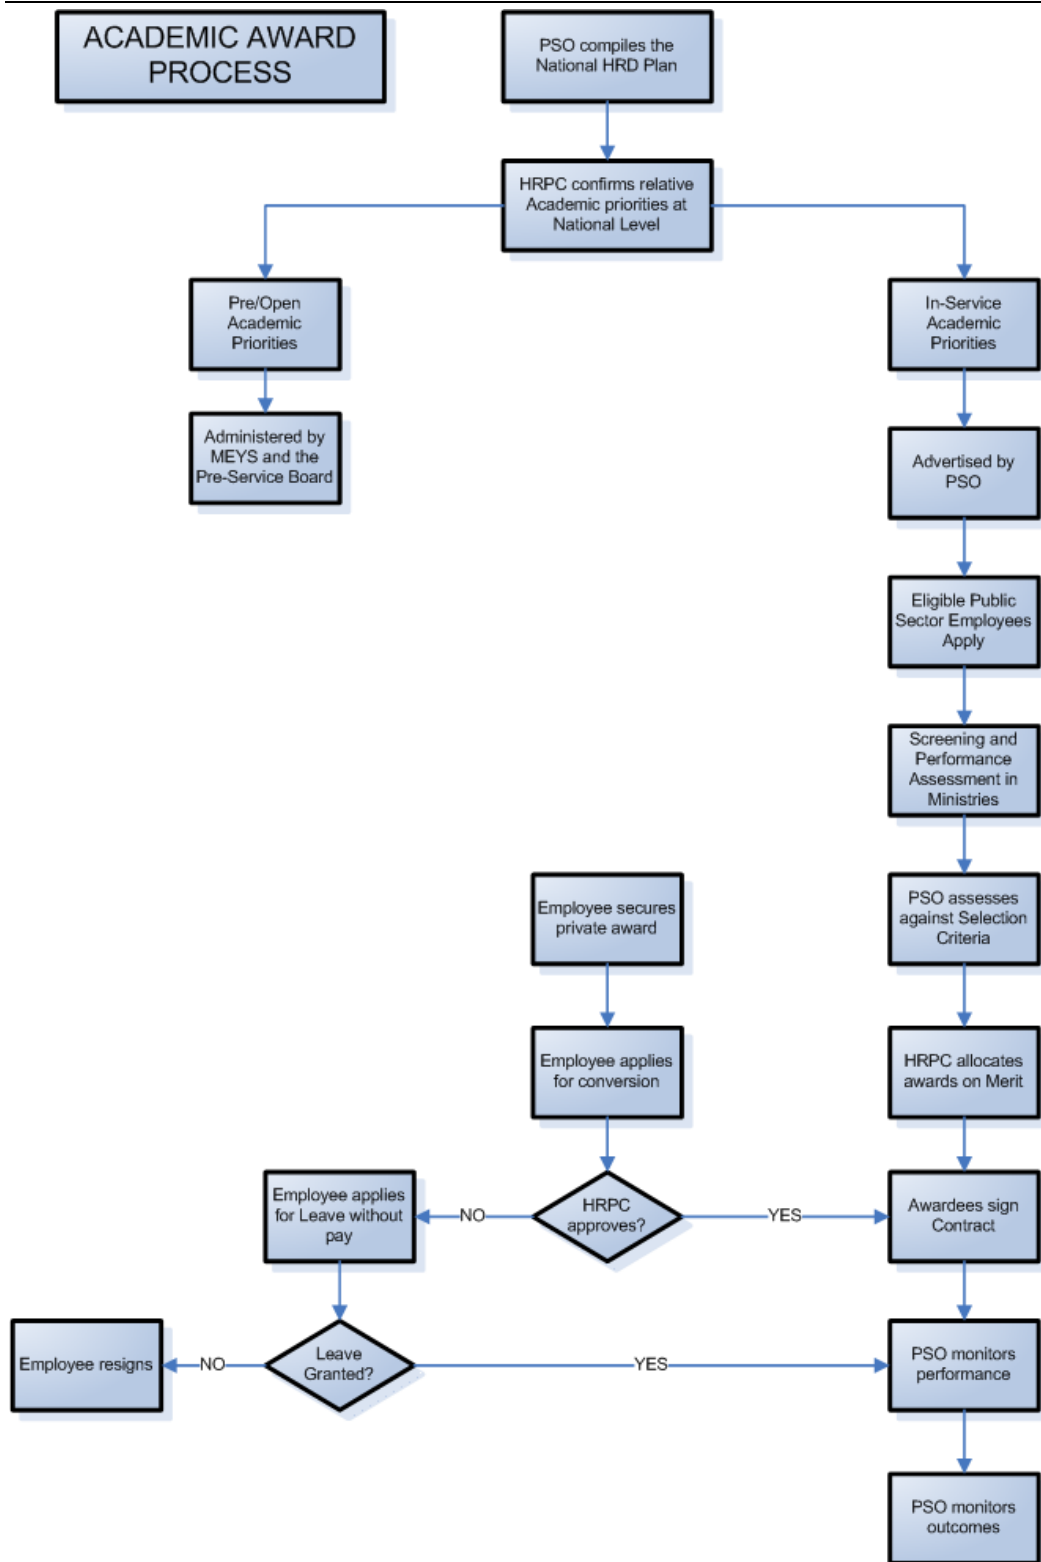 ACADEMIC AWARD
PROCESS
PSO compiles the
National HRD Plan
HRPC confirms relative
Academic priorities at
National Level
Pre/Open
Academic
Priorities
In-Service
Academic
Priorities
Administered by
MEYS and the
Pre-Service Board
Advertised by
PSO
Eligible Public
Sector Employees
Apply
Screening and
Performance
Assessment in
Ministries
Employee secures
private award
PSO assesses
against Selection
Criteria
Employee applies
for conversion
HRPC allocates
awards on Merit
Employee applies
for Leave without
pay
NO
HRPC
approves?
YES
Awardees sign
Contract
Employee resigns
NO
Leave
Granted?
YES
PSO monitors
performance
PSO monitors
outcomes